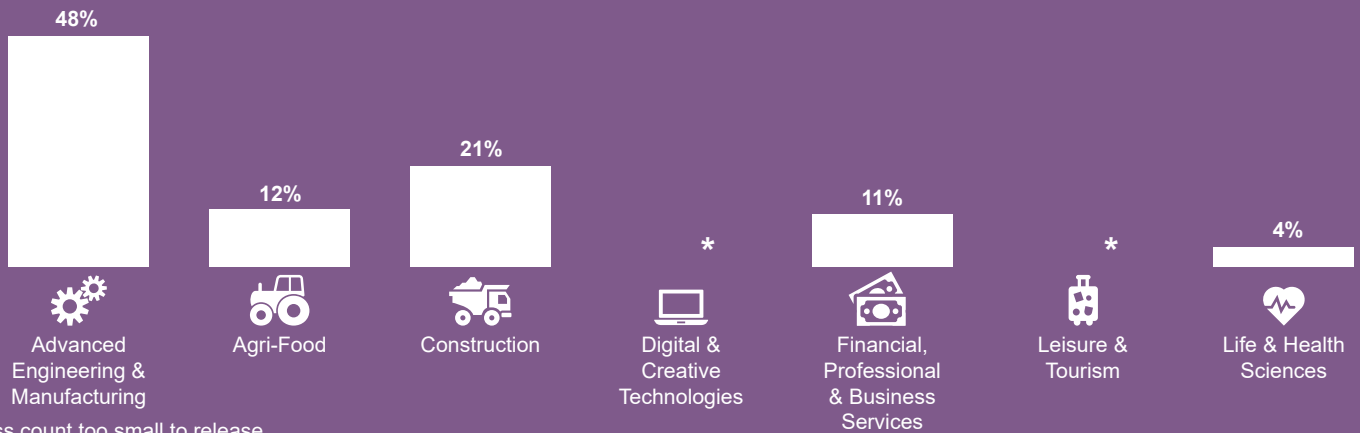 48%
12%
21%
*
11%
*
4%
Advanced
Engineering &
Manufacturing
Agri-Food
Construction
Digital &
Creative
Technologies
Financial,
Professional
& Business
Services
Leisure &
Tourism
Life & Health
Sciences
count too small to release